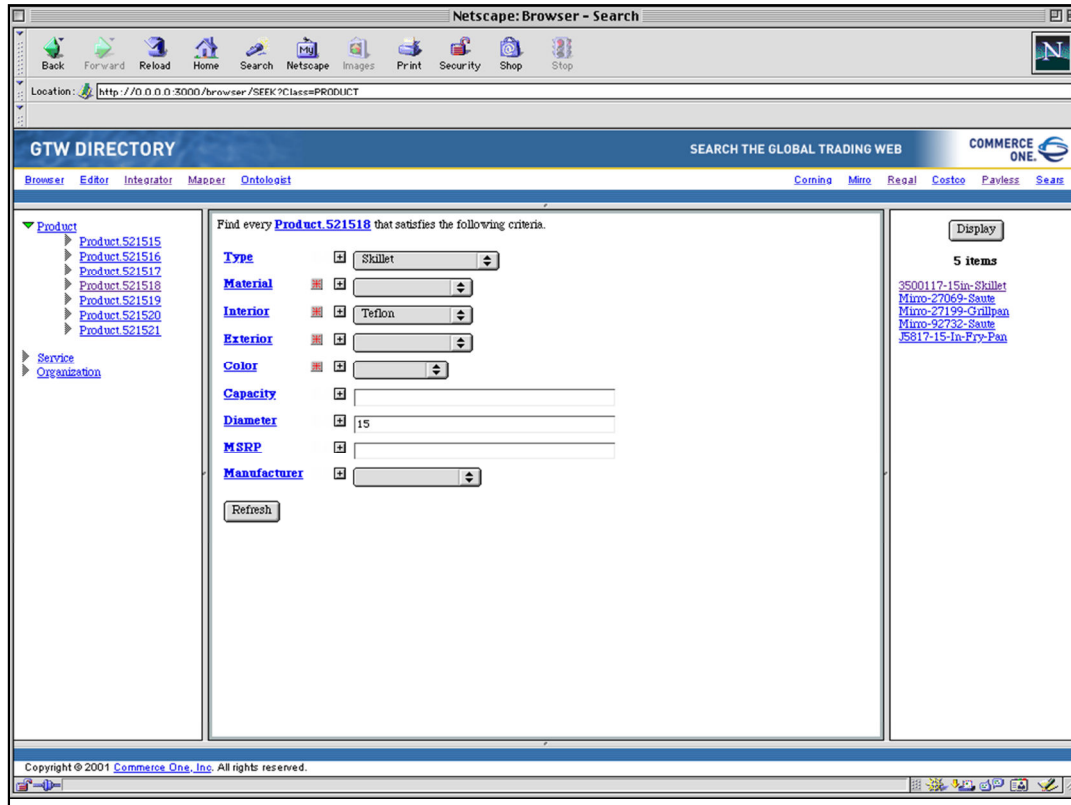 Netscape: Browser - Search
Back Forward Reload Home Search Netscape Images Print Security Shop Stop
N
Location: http://0.0.0.0:3000/browser/SEEK?Class=PRODUCT
GTW DIRECTORY SEARCH THE GLOBAL TRADING WEB COMMERCE
ONE.
Browser Editor Integrator Mapper Ontologist Corning Mirro Regal Costco Payless Sears
Product
Product.521515
Product.521516
Product.521517
Product.521518
Product.521519
Product.521520
Product.521521
Service
Organization
Find every Product.521518 that satisfies the following criteria.
Type Skillet
Material
Interior Teflon
Exterior
Color
Capacity
Diameter 15
MSRP
Manufacturer
Refresh
Display
5 items
3500117-15in-Skillet
Mirro-27069-Saute
Mirro-27199-Grillpan
Mirro-92732-Saute
J5817-15-In-Fry-Pan
Copyright © 2001 Commerce One, Inc. All rights reserved.